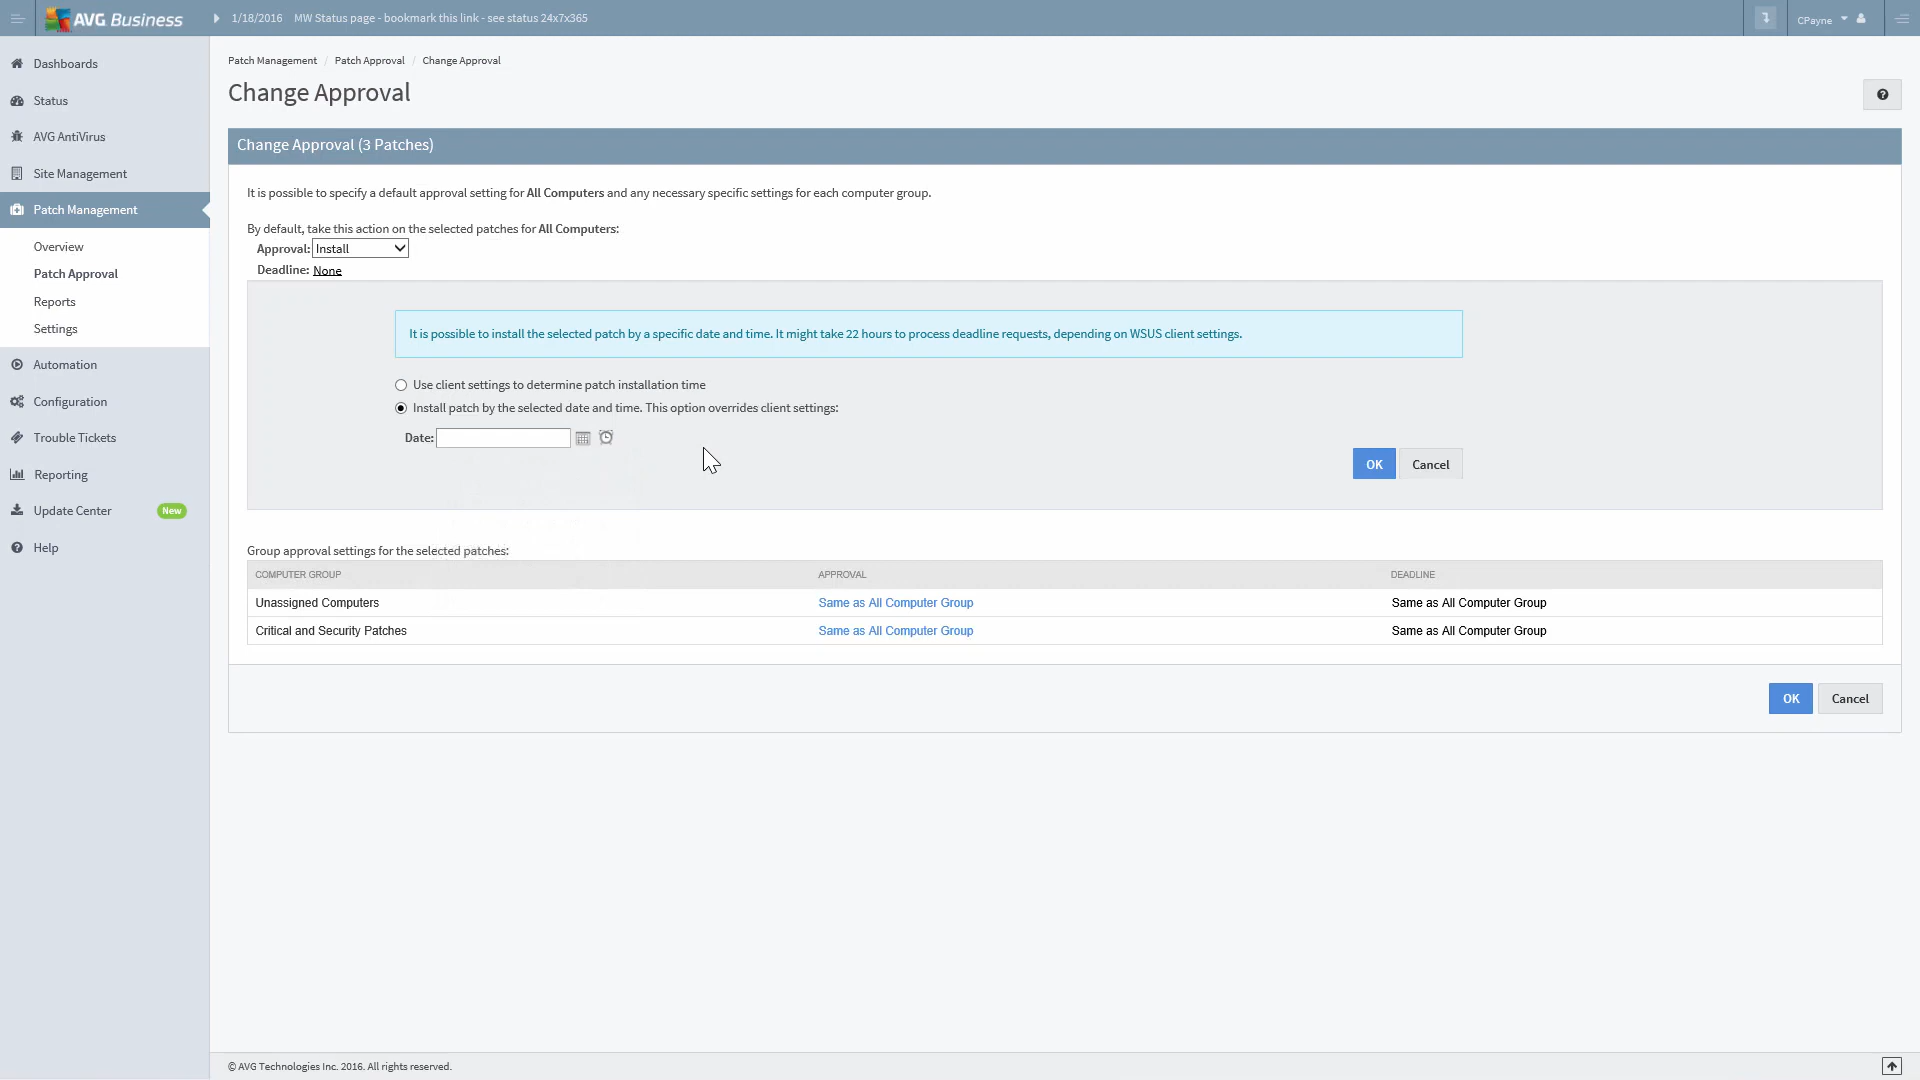 AVG Business
1/18/2016 MW Status page - bookmark this link - see status 24x7x365
CPayne
Dashboards
Status
AVG AntiVirus
Site Management
Patch Management
Overview
Patch Approval
Reports
Settings
Automation
Configuration
Trouble Tickets
Reporting
Update Center New
Help
Patch Management / Patch Approval / Change Approval
Change Approval
Change Approval (3 Patches)
It is possible to specify a default approval setting for All Computers and any necessary specific settings for each computer group.
By default, take this action on the selected patches for All Computers:
Approval: Install
Deadline: None
It is possible to install the selected patch by a specific date and time. It might take 22 hours to process deadline requests, depending on WSUS client settings.
Use client settings to determine patch installation time
Install patch by the selected date and time. This option overrides client settings:
Date:
OK Cancel
Group approval settings for the selected patches:
COMPUTER GROUP APPROVAL DEADLINE
Unassigned Computers Same as All Computer Group Same as All Computer Group
Critical and Security Patches Same as All Computer Group Same as All Computer Group
OK Cancel
© AVG Technologies Inc. 2016. All rights reserved.